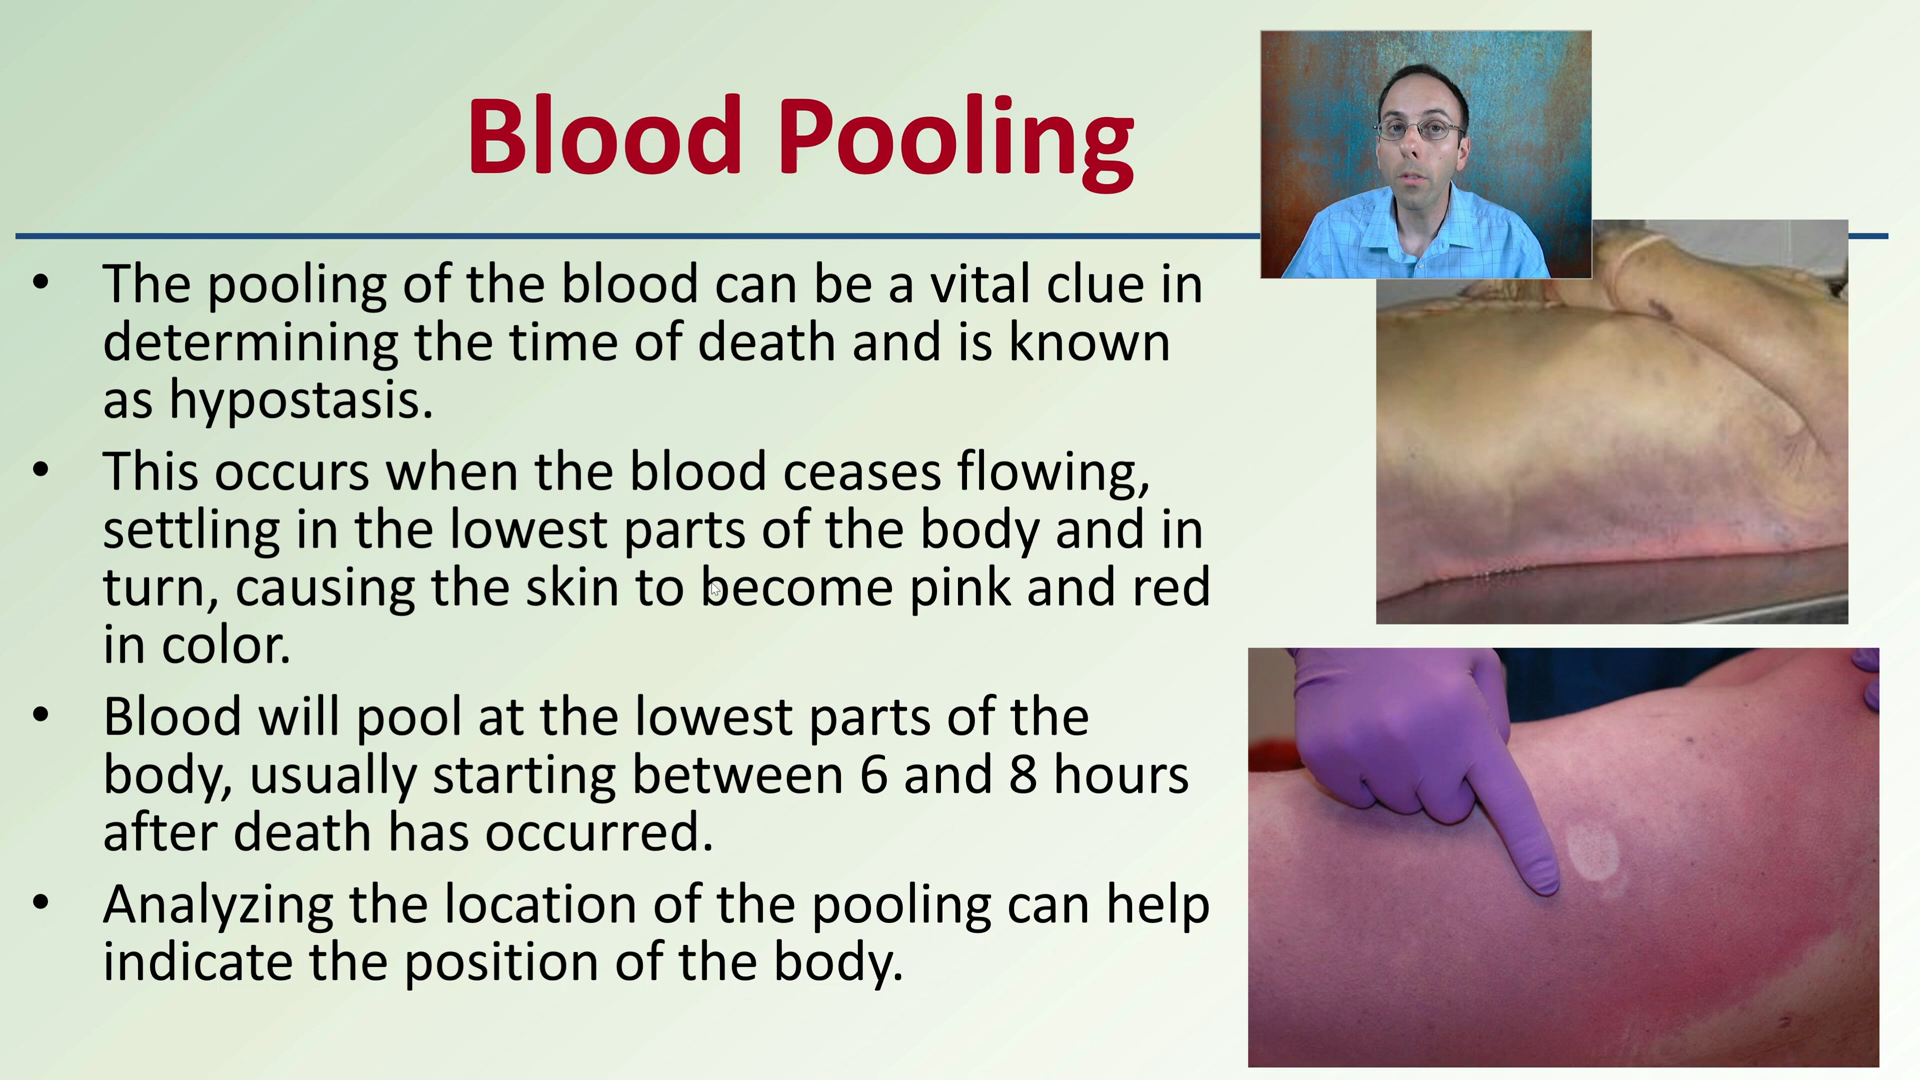 Blood Pooling
• The pooling of the blood can be a vital clue in
determining the time of death and is known
as hypostasis.
• This occurs when the blood ceases flowing,
settling in the lowest parts of the body and in
turn, causing the skin to become pink and red
in color.
• Blood will pool at the lowest parts of the
body, usually starting between 6 and 8 hours
after death has occurred.
• Analyzing the location of the pooling can help
indicate the position of the body.